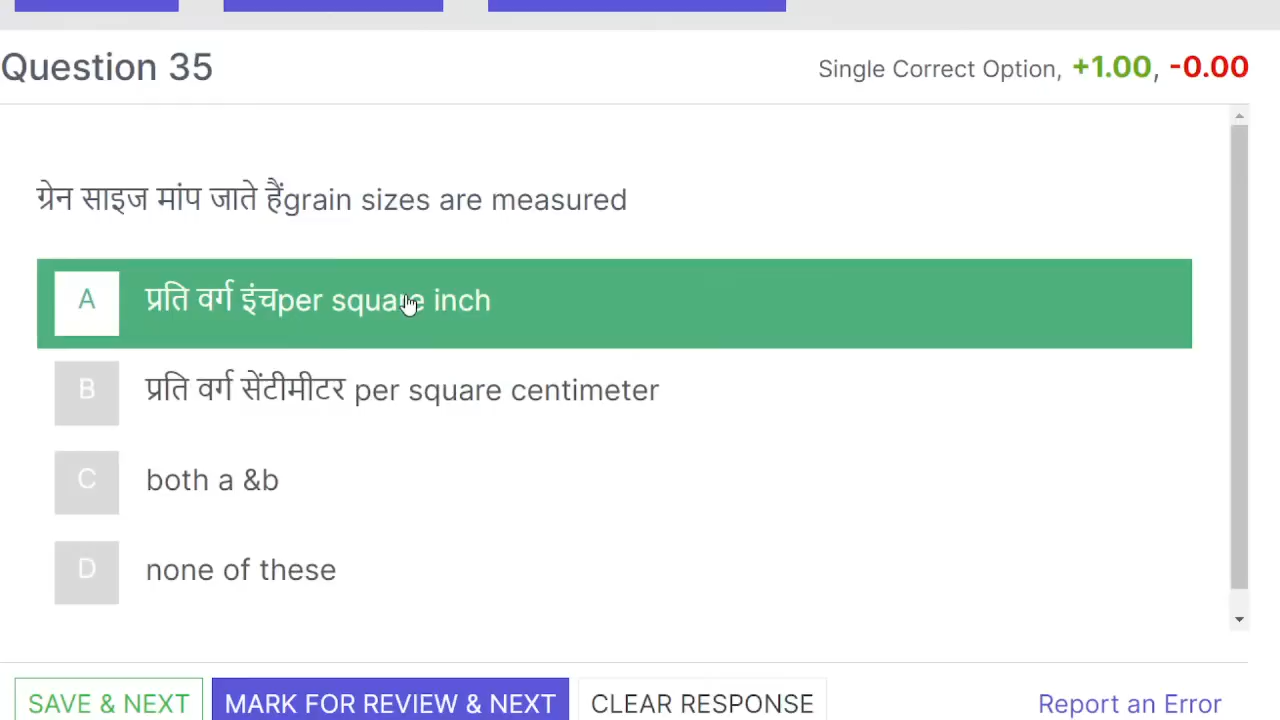 Question 35
Single Correct Option, +1.00, -0.00
ग्रेन साइज मांप जाते हैंgrain sizes are measured
A प्रति वर्ग इंचper square inch
B प्रति वर्ग सेंटीमीटर per square centimeter
C both a &b
D none of these
SAVE & NEXT
MARK FOR REVIEW & NEXT
CLEAR RESPONSE
Report an Error